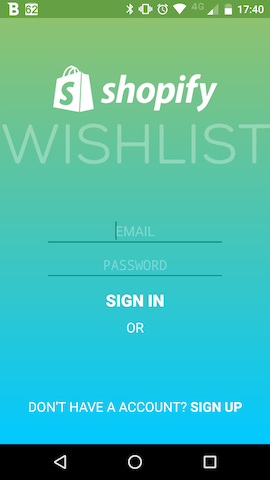 B 62 4G 17:40
S shopify
WISHLIST
EMAIL
PASSWORD
SIGN IN
OR
DON'T HAVE A ACCOUNT? SIGN UP